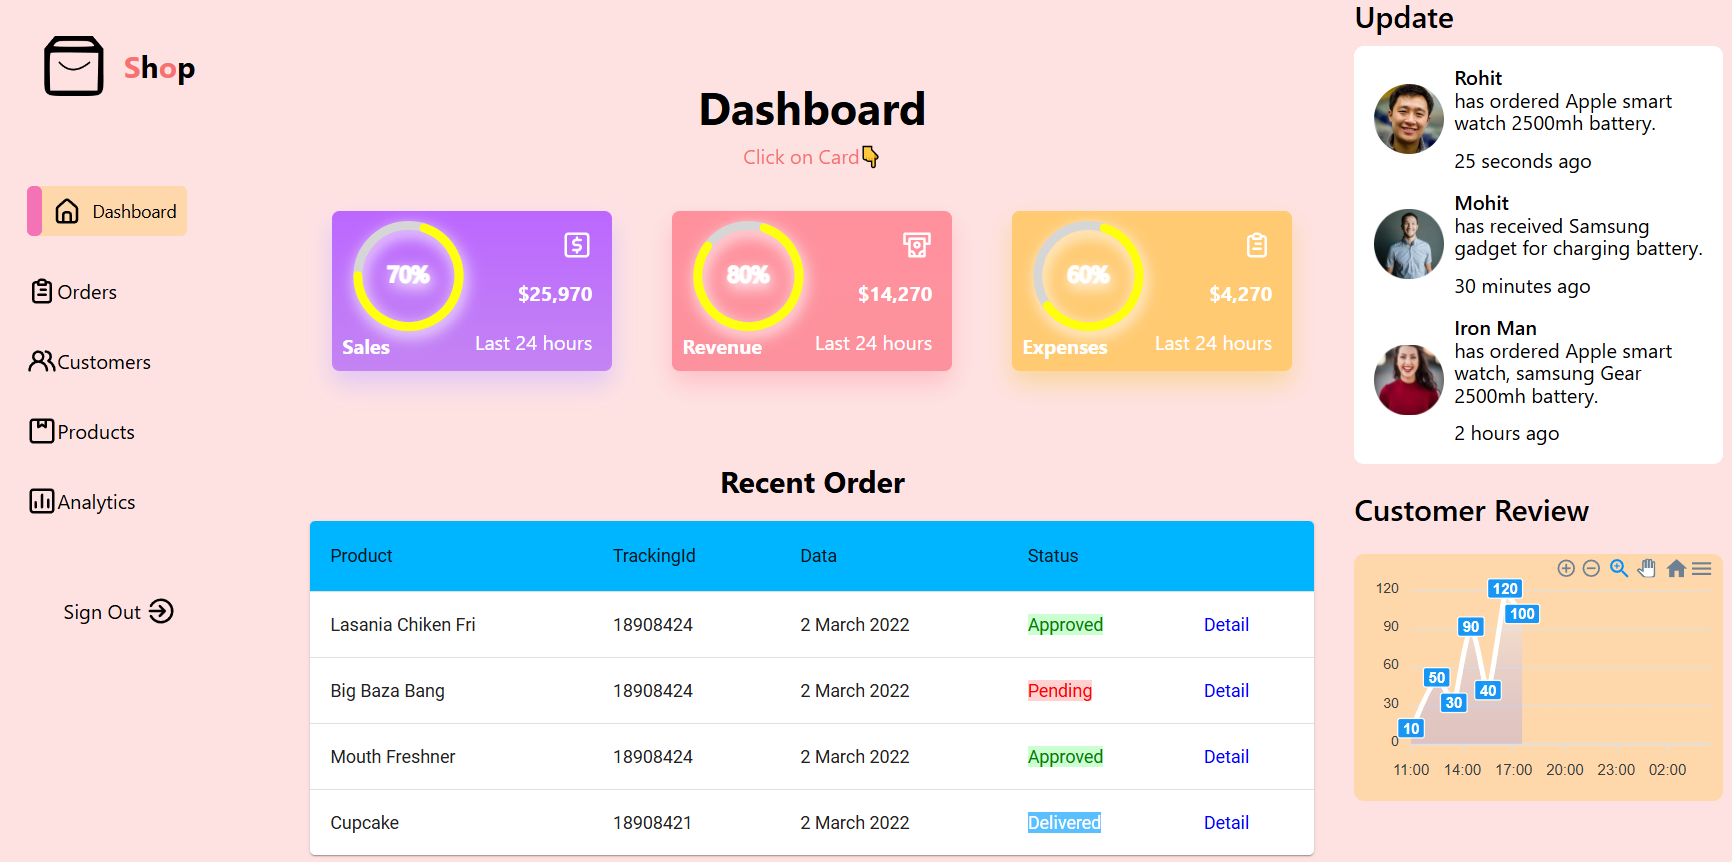 Shop
Dashboard
Orders
Customers
Products
Analytics
Sign Out
Dashboard
Click on Card👇
70%
$25,970
Sales
Last 24 hours
80%
$14,270
Revenue
Last 24 hours
60%
$4,270
Expenses
Last 24 hours
Recent Order
Product TrackingId Data Status
Lasania Chiken Fri 18908424 2 March 2022 Approved Detail
Big Baza Bang 18908424 2 March 2022 Pending Detail
Mouth Freshner 18908424 2 March 2022 Approved Detail
Cupcake 18908421 2 March 2022 Delivered Detail
Update
Rohit
has ordered Apple smart
watch 2500mh battery.
25 seconds ago
Mohit
has received Samsung
gadget for charging battery.
30 minutes ago
Iron Man
has ordered Apple smart
watch, samsung Gear
2500mh battery.
2 hours ago
Customer Review
120
90
60
30
0
10
50
30
90
40
120
100
11:00 14:00 17:00 20:00 23:00 02:00